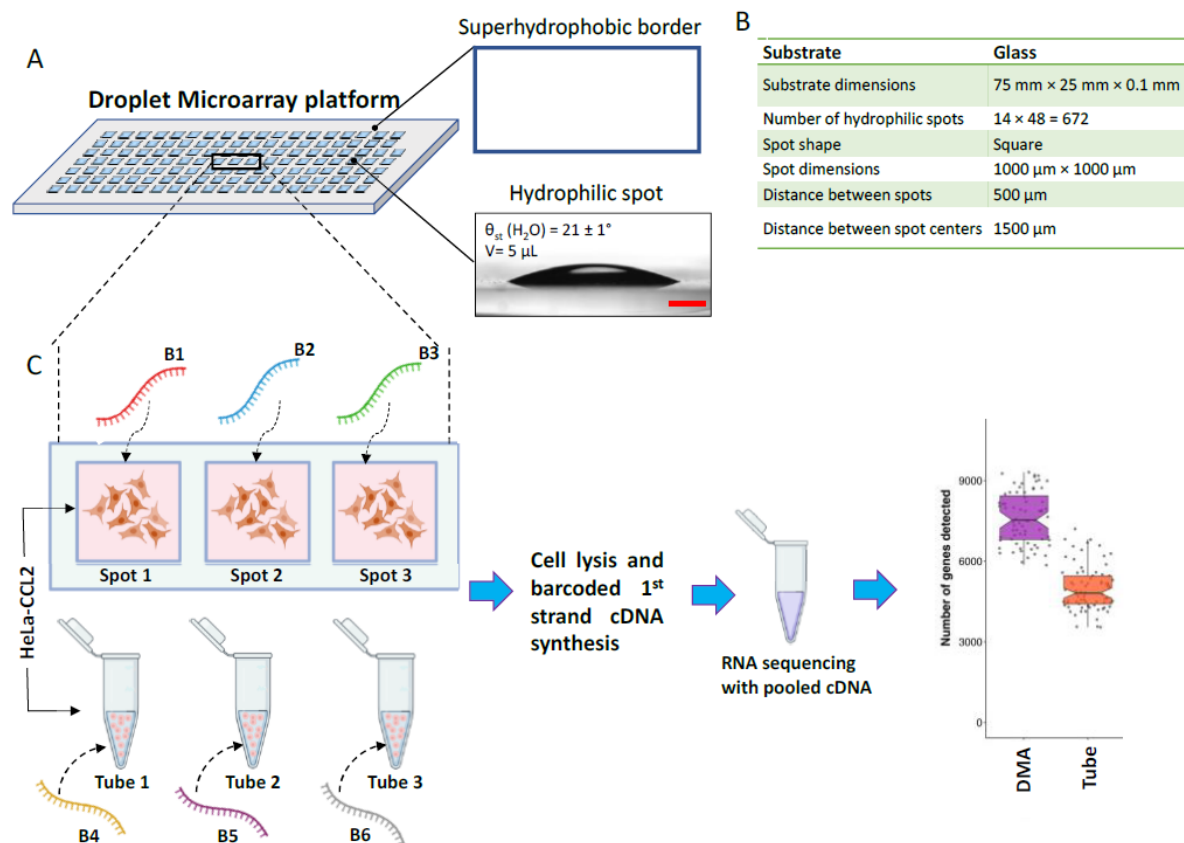 A
Superhydrophobic border
Droplet Microarray platform
Hydrophilic spot
θst (H2O) = 21 ± 1°
V= 5 µL
B
Substrate Glass
Substrate dimensions 75 mm × 25 mm × 0.1 mm
Number of hydrophilic spots 14 × 48 = 672
Spot shape Square
Spot dimensions 1000 µm × 1000 µm
Distance between spots 500 µm
Distance between spot centers 1500 µm
C
B1
B2
B3
Spot 1
Spot 2
Spot 3
HeLa-CCL2
Tube 1
Tube 2
Tube 3
B4
B5
B6
Cell lysis and
barcoded 1st
strand cDNA
synthesis
RNA sequencing
with pooled cDNA
Number of genes detected
9000
6000
3000
0
DMA
Tube